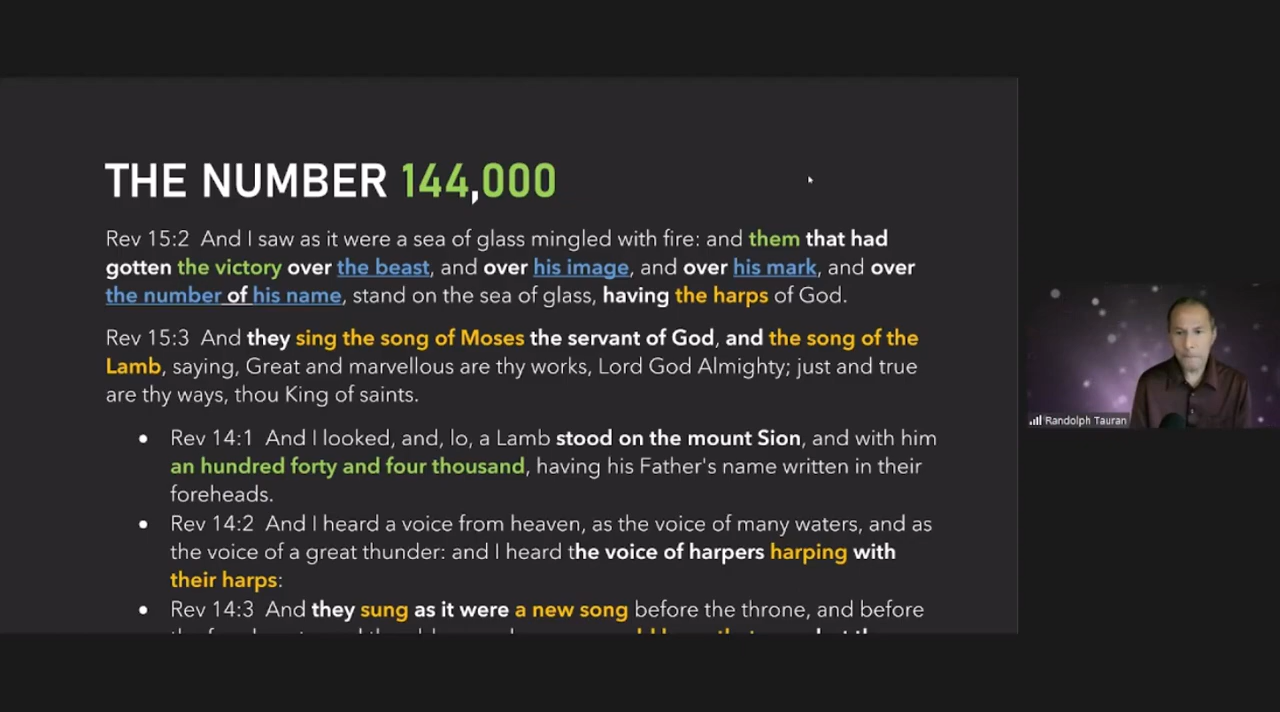 THE NUMBER 144,000
Rev 15:2 And I saw as it were a sea of glass mingled with fire: and them that had
gotten the victory over the beast, and over his image, and over his mark, and over
the number of his name, stand on the sea of glass, having the harps of God.
Rev 15:3 And they sing the song of Moses the servant of God, and the song of the
Lamb, saying, Great and marvellous are thy works, Lord God Almighty; just and true
are thy ways, thou King of saints.
• Rev 14:1 And I looked, and, lo, a Lamb stood on the mount Sion, and with him
an hundred forty and four thousand, having his Father's name written in their
foreheads.
• Rev 14:2 And I heard a voice from heaven, as the voice of many waters, and as
the voice of a great thunder: and I heard the voice of harpers harping with
their harps:
• Rev 14:3 And they sung as it were a new song before the throne, and before
Randolph Tauran